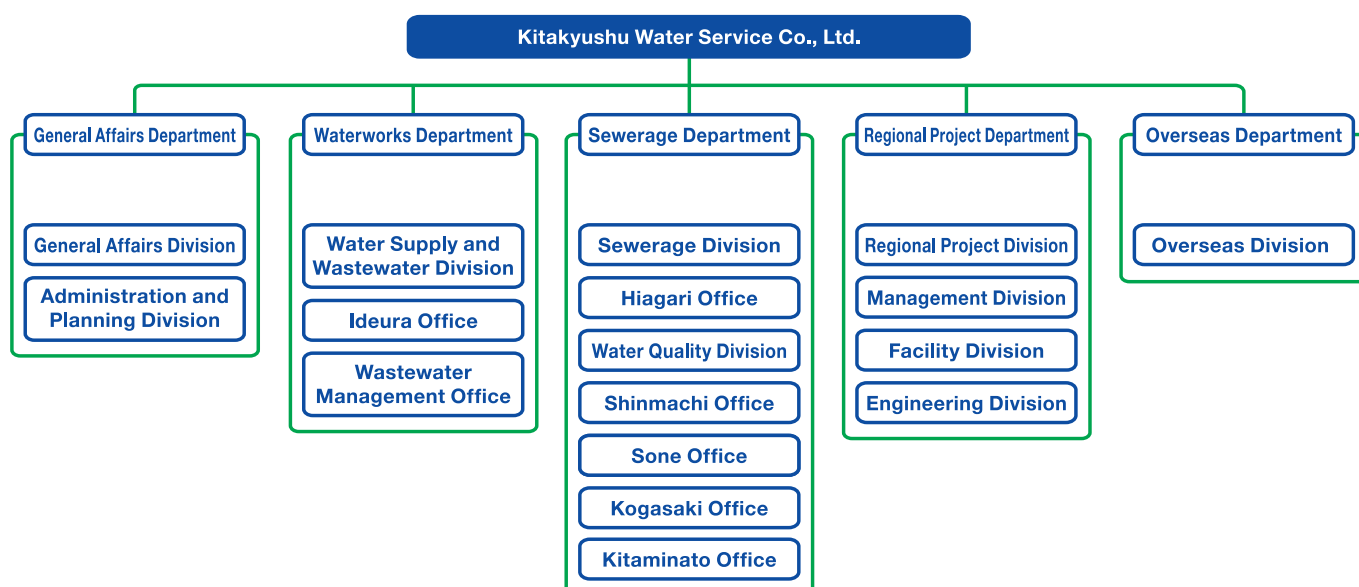 Kitakyushu Water Service Co., Ltd.
General Affairs Department
Waterworks Department
Sewerage Department
Regional Project Department
Overseas Department
General Affairs Division
Administration and
Planning Division
Water Supply and
Wastewater Division
Ideura Office
Wastewater
Management Office
Sewerage Division
Hiagari Office
Water Quality Division
Shinmachi Office
Sone Office
Kogasaki Office
Kitaminato Office
Regional Project Division
Management Division
Facility Division
Engineering Division
Overseas Division